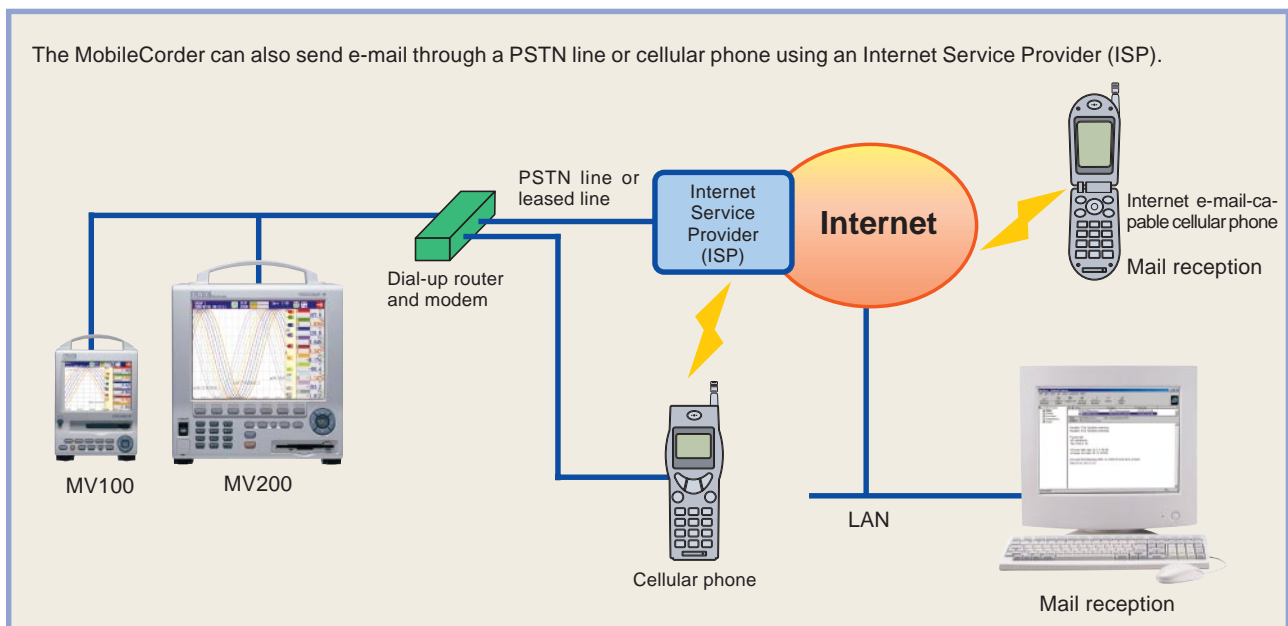 The MobileCorder can also send e-mail through a PSTN line or cellular phone using an Internet Service Provider (ISP).
PSTN line or
leased line
Internet
Service
Provider
(ISP)
Internet
Internet e-mail-ca-
pable cellular phone
Mail reception
Dial-up router
and modem
MV100
MV200
LAN
Cellular phone
Mail reception